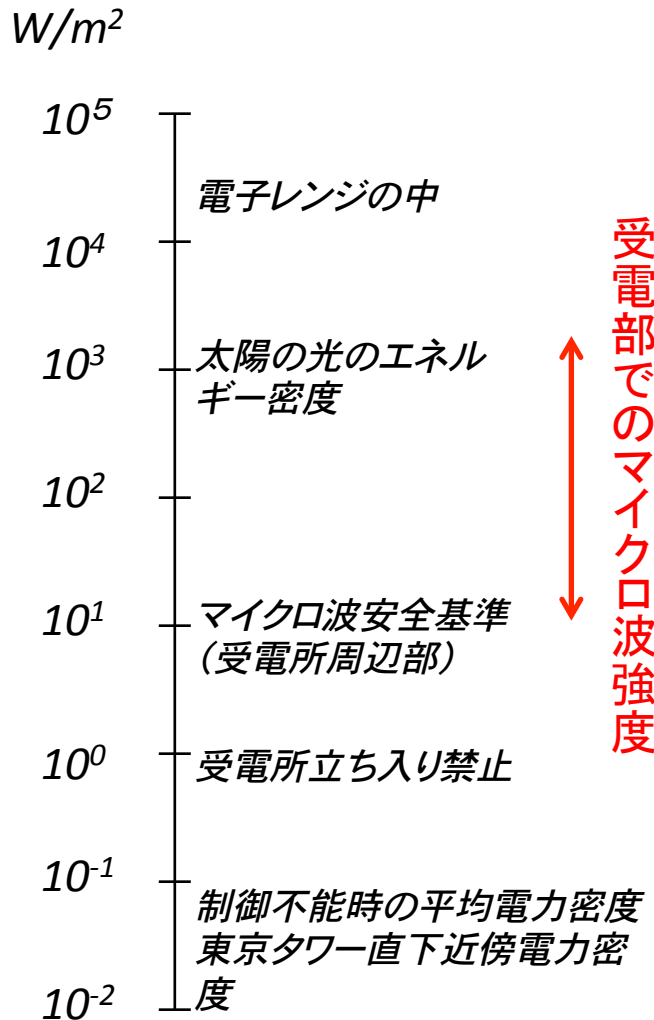 W/m²
10⁵
電子レンジの中
10⁴
10³
太陽の光のエネル
ギー密度
10²
10¹
マイクロ波安全基準
（受電所周辺部）
10⁰
受電所立ち入り禁止
10⁻¹
制御不能時の平均電力密度
東京タワー直下近傍電力密
度
10⁻²
受電部でのマイクロ波強度